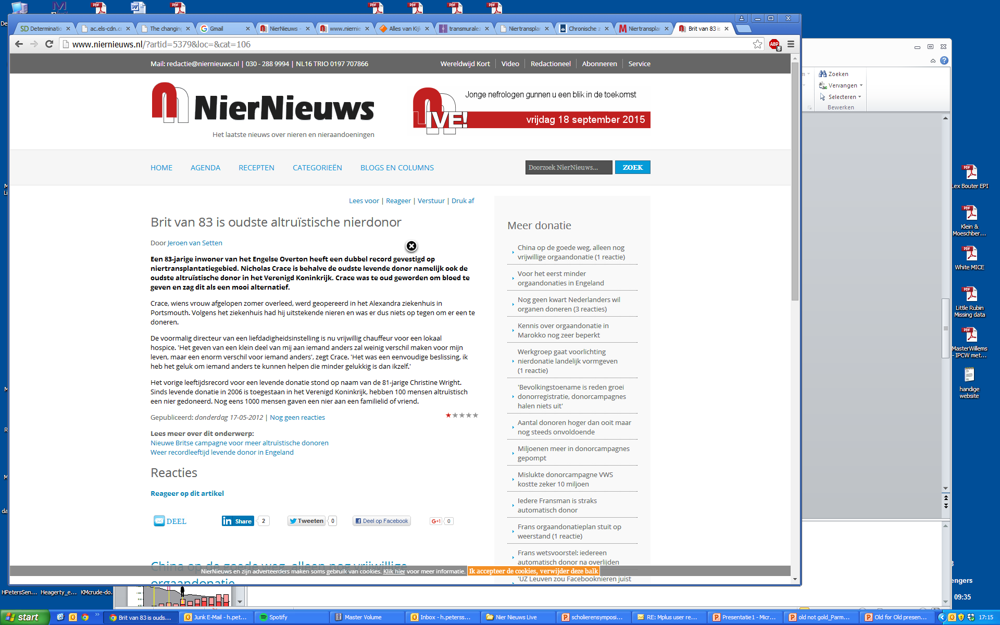 SD Determinatio
ac.els-cdn.c
The changing
Gmail
NierNieuws -
www.niernie
Alles van Kijk
transmuralez
Niertransplan
Chronische z
Niertransplan
Brit van 83 is
www.niernieuws.nl/?artid=5379&loc=&cat=106
ABP
Mail: redactie@niernieuws.nl | 030 - 288 9994 | NL16 TRIO 0197 707866
Wereldwijd Kort | Video | Redactioneel | Abonneren | Service
NierNieuws
Het laatste nieuws over nieren en nieraandoeningen
Jonge nefrologen gunnen u een blik in de toekomst
LIVE!
vrijdag 18 september 2015
HOME AGENDA RECEPTEN CATEGORIEËN BLOGS EN COLUMNS
Doorzoek NierNieuws...
ZOEK
Lees voor | Reageer | Verstuur | Druk af
Brit van 83 is oudste altruïstische nierdonor
Door Jeroen van Setten
Een 83-jarige inwoner van het Engelse Overton heeft een dubbel record gevestigd op
niertransplantatiegebied. Nicholas Crace is behalve de oudste levende donor namelijk ook de
oudste altruïstische donor in het Verenigd Koninkrijk. Crace was te oud geworden om bloed te
geven en zag dit als een mooi alternatief.
Crace, wiens vrouw afgelopen zomer overleed, werd geopereerd in het Alexandra ziekenhuis in
Portsmouth. Volgens het ziekenhuis had hij uitstekende nieren en was er dus niets op tegen om er een te
doneren.
De voormalig directeur van een liefdadigheidsinstelling is nu vrijwillig chauffeur voor een lokaal
hospice. 'Het geven van een klein deel van mij aan iemand anders zal weinig verschil maken voor mijn
leven, maar een enorm verschil voor iemand anders', zegt Crace. 'Het was een eenvoudige beslissing, ik
heb het geluk om iemand anders te kunnen helpen die minder gelukkig is dan ikzelf.'
Het vorige leeftijdsrecord voor een levende donatie stond op naam van de 81-jarige Christine Wright.
Sinds levende donatie in 2006 is toegestaan in het Verenigd Koninkrijk, hebben 100 mensen altruïstisch
een nier gedoneerd. Nog eens 1000 mensen gaven een nier aan een familielid of vriend.
Gepubliceerd: donderdag 17-05-2012 | Nog geen reacties
Lees meer over dit onderwerp:
Nieuwe Britse campagne voor meer altruïstische donoren
Weer recordleeftijd levende donor in Engeland
Reacties
Reageer op dit artikel
DEEL
in Share 2
Tweeten 0
Deel op Facebook
G+1 0
China op de goede weg, alleen nog vrijwillige
orgaandonatie
NierNieuws en zijn adverteerders maken soms gebruik van cookies. Klik hier voor meer informatie. Ik accepteer de cookies, verwijder deze balk
Meer donatie
China op de goede weg, alleen nog
vrijwillige orgaandonatie (1 reactie)
Voor het eerst minder
orgaandonaties in Engeland
Nog geen kwart Nederlanders wil
organen doneren (3 reacties)
Kennis over orgaandonatie in
Marokko nog zeer beperkt
Werkgroep gaat voorlichting
nierdonatie landelijk vormgeven
(1 reactie)
'Bevolkingstoename is reden groei
donorregistratie, donorcampagnes
halen niets uit'
Aantal donoren hoger dan ooit maar
nog steeds onvoldoende
Miljoenen meer in donorcampagnes
gepompt
Mislukte donorcampagne VWS
kostte zeker 10 miljoen
Iedere Fransman is straks
automatisch donor
Frans orgaandonatieplan stuit op
weerstand (1 reactie)
Frans wetsvoorstel: iedereen
automatisch donor na overlijden
'UZ Leuven zou Facebooknieren juist
Zoeken
Vervangen
Selecteren
Bewerken
Lex Bouter EPI
Klein &
Moeschber...
White MICE
Little Rubin
Missing data
MasterWillems
- IPCW met...
handige
website
engers
09:35
HPetersSen...
Heagerty_e...
KMcrude-do.
start
Brit van 83 is ouds...
Junk E-Mail - h.pet...
Spotify
Master Volume
Inbox - h.peterss...
Nier Nieuws Live
scholierensymposi...
RE: Mplus user re...
Presentatie1 - Micr...
old not gold_Parm...
Old for Old presen...
17:15